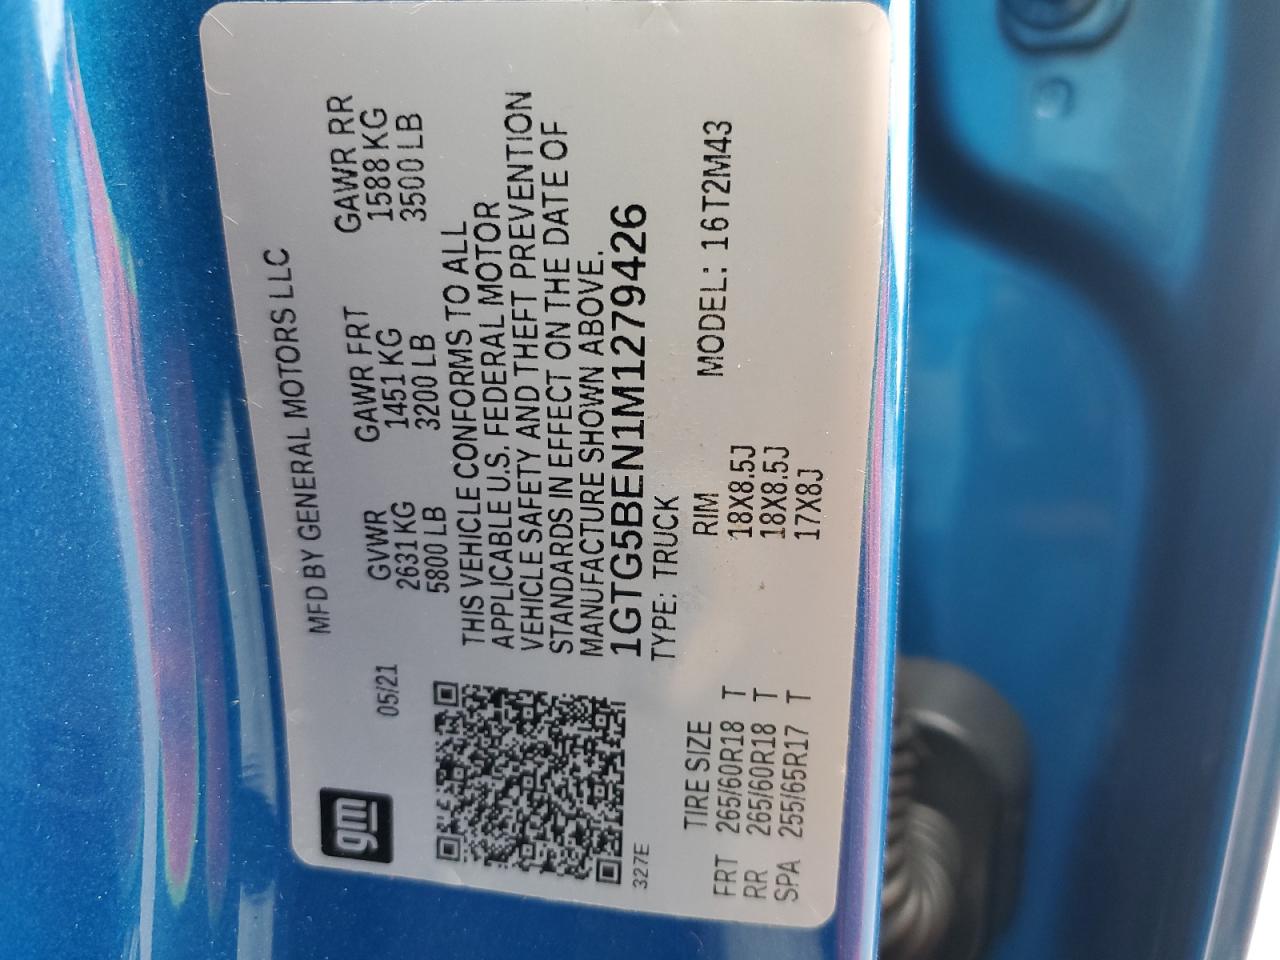 gm
MFD BY GENERAL MOTORS LLC
05/21
GVWR GAWR FRT GAWR RR
2631 KG 1451 KG 1588 KG
5800 LB 3200 LB 3500 LB
THIS VEHICLE CONFORMS TO ALL
APPLICABLE U.S. FEDERAL MOTOR
VEHICLE SAFETY AND THEFT PREVENTION
STANDARDS IN EFFECT ON THE DATE OF
MANUFACTURE SHOWN ABOVE.
1GTG5BEN1M1279426
327E
TYPE: TRUCK
TIRE SIZE RIM MODEL: 16T2M43
FRT 265/60R18 T 18X8.5J
RR 265/60R18 T 18X8.5J
SPA 255/65R17 T 17X8J